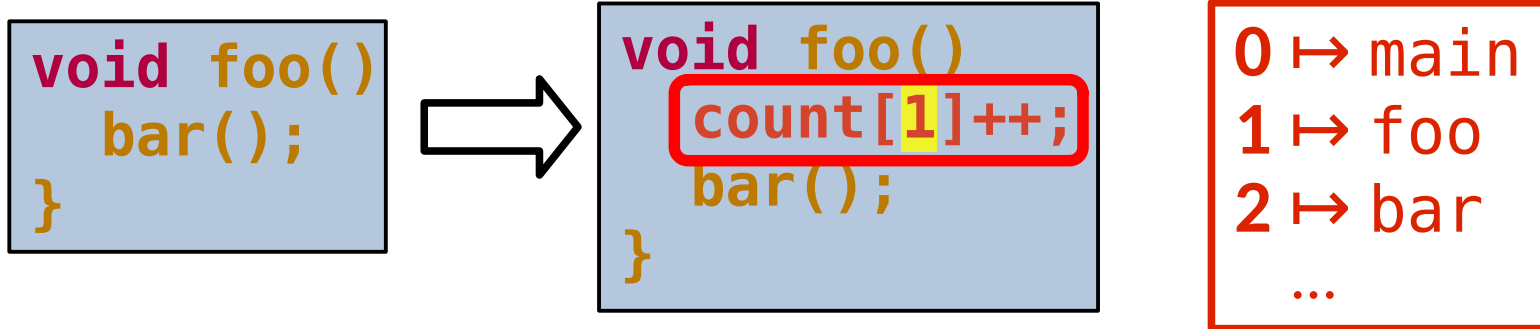 void foo()
  bar();
}
void foo()
  count[1]++;
  bar();
}
0 ↦ main
1 ↦ foo
2 ↦ bar
...